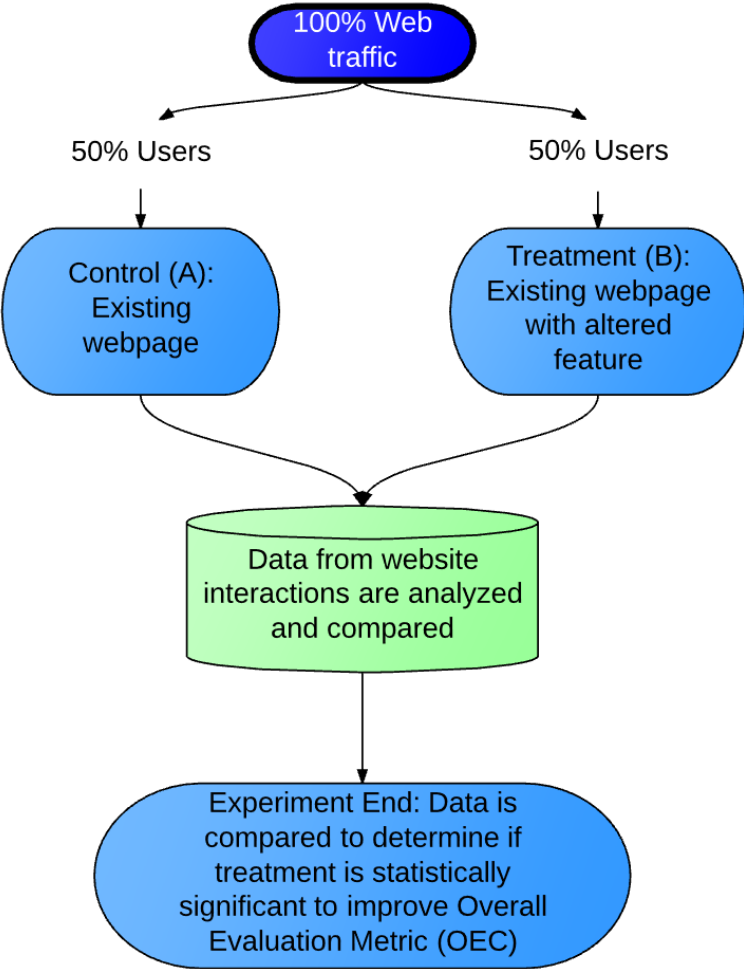 100% Web
traffic
50% Users
50% Users
Control (A):
Existing
webpage
Treatment (B):
Existing webpage
with altered
feature
Data from website
interactions are analyzed
and compared
Experiment End: Data is
compared to determine if
treatment is statistically
significant to improve Overall
Evaluation Metric (OEC)